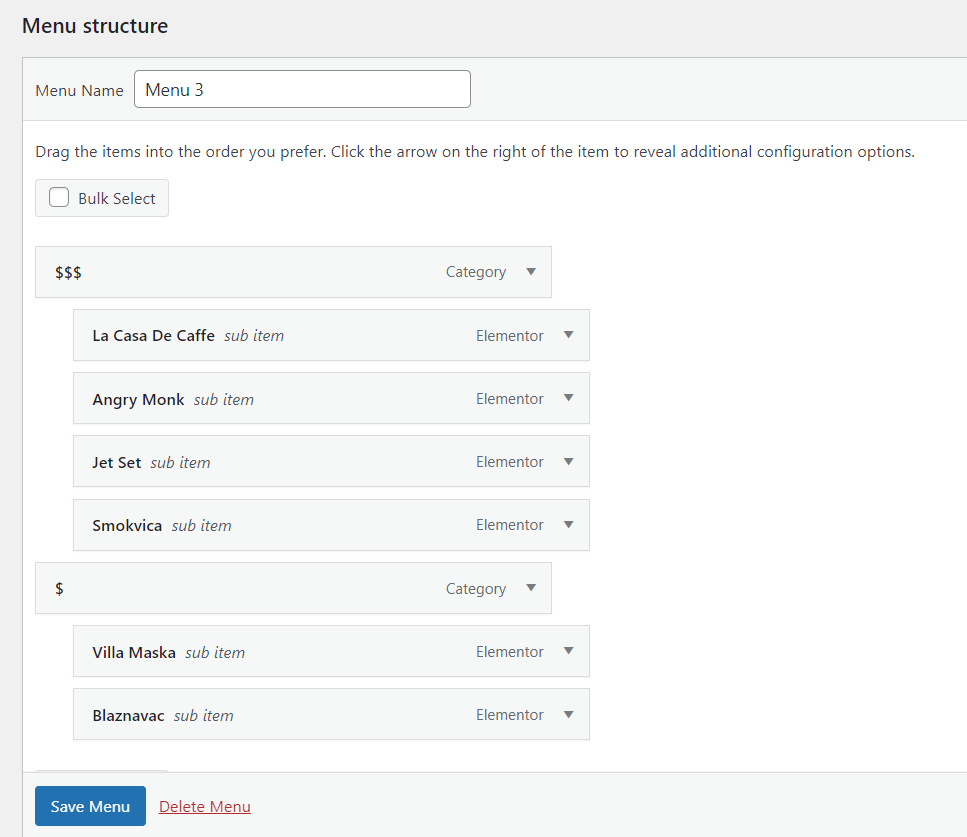 Menu structure
Menu Name Menu 3
Drag the items into the order you prefer. Click the arrow on the right of the item to reveal additional configuration options.
Bulk Select
$$$ Category
La Casa De Caffe sub item Elementor
Angry Monk sub item Elementor
Jet Set sub item Elementor
Smokvica sub item Elementor
$ Category
Villa Maska sub item Elementor
Blaznavac sub item Elementor
Save Menu Delete Menu